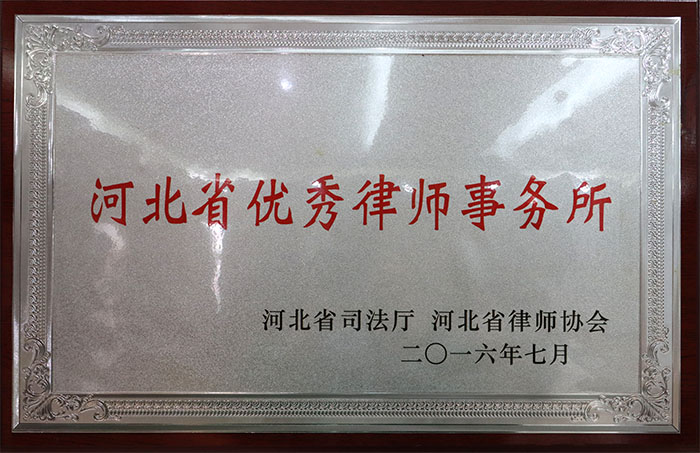 河北省优秀律师事务所
河北省司法厅 河北省律师协会
二〇一六年七月